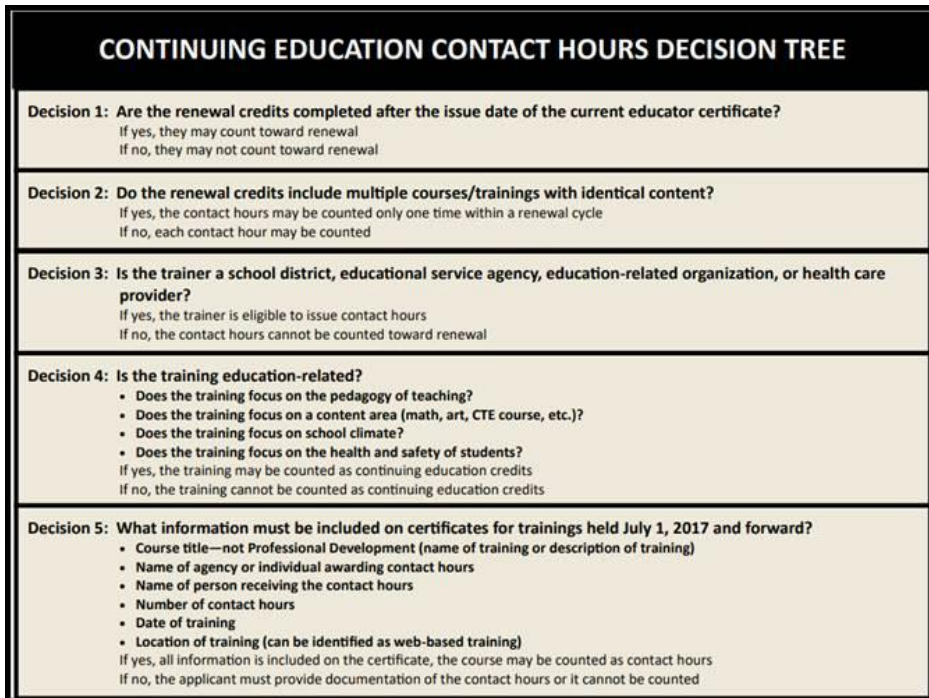 CONTINUING EDUCATION CONTACT HOURS DECISION TREE
Decision 1: Are the renewal credits completed after the issue date of the current educator certificate?
If yes, they may count toward renewal
If no, they may not count toward renewal
Decision 2: Do the renewal credits include multiple courses/trainings with identical content?
If yes, the contact hours may be counted only one time within a renewal cycle
If no, each contact hour may be counted
Decision 3: Is the trainer a school district, educational service agency, education-related organization, or health care
provider?
If yes, the trainer is eligible to issue contact hours
If no, the contact hours cannot be counted toward renewal
Decision 4: Is the training education-related?
• Does the training focus on the pedagogy of teaching?
• Does the training focus on a content area (math, art, CTE course, etc.)?
• Does the training focus on school climate?
• Does the training focus on the health and safety of students?
If yes, the training may be counted as continuing education credits
If no, the training cannot be counted as continuing education credits
Decision 5: What information must be included on certificates for trainings held July 1, 2017 and forward?
• Course title—not Professional Development (name of training or description of training)
• Name of agency or individual awarding contact hours
• Name of person receiving the contact hours
• Number of contact hours
• Date of training
• Location of training (can be identified as web-based training)
If yes, all information is included on the certificate, the course may be counted as contact hours
If no, the applicant must provide documentation of the contact hours or it cannot be counted